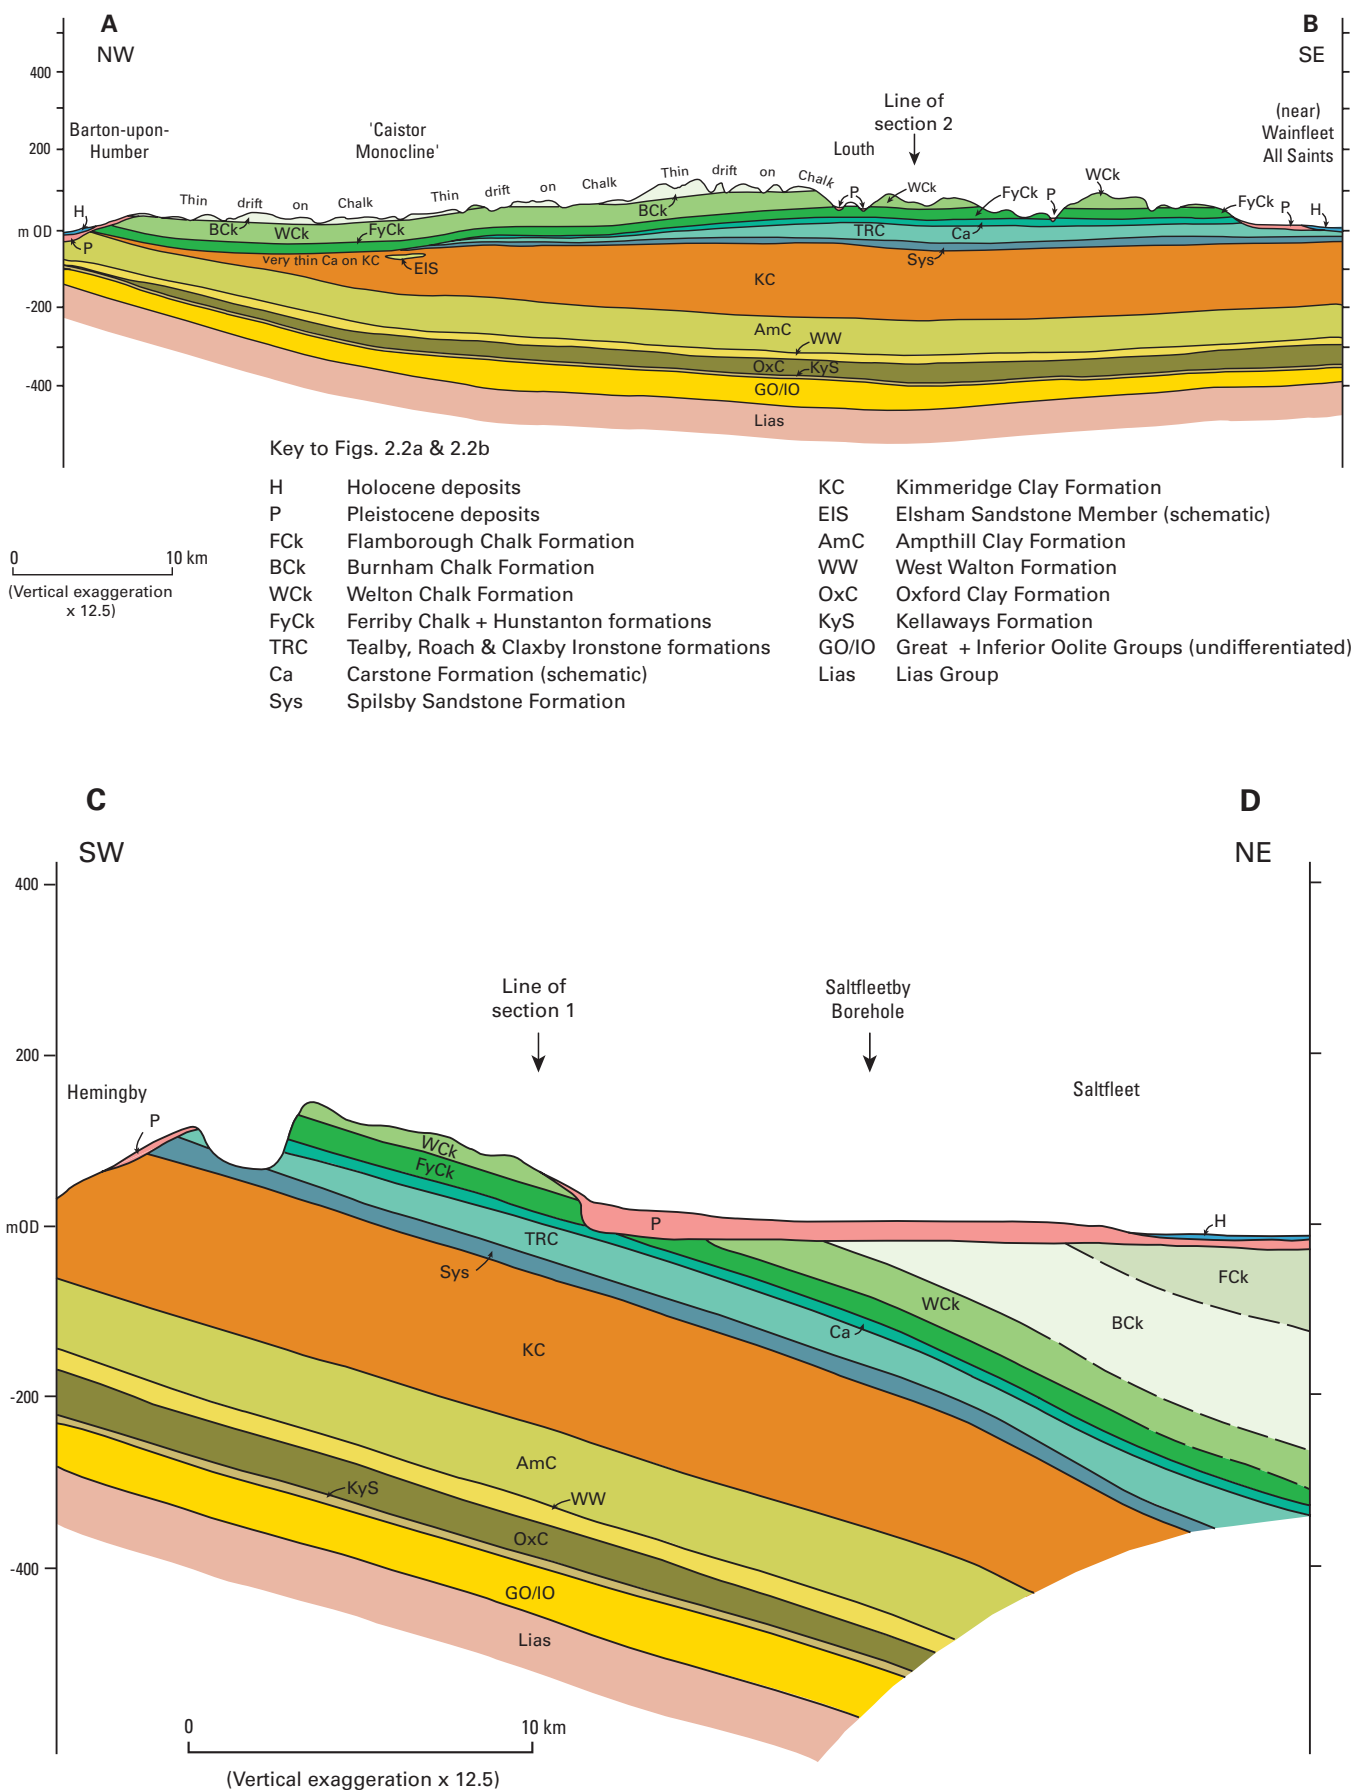 A
NW
B
SE
400
200
m OD
-200
-400
Barton-upon-
Humber
'Caistor
Monocline'
Line of
section 2
Louth
(near)
Wainfleet
All Saints
H
P
Thin drift on Chalk
Thin drift on Chalk
Thin drift on Chalk
BCk
WCk
FyCk
very thin Ca on KC
EIS
BCk
P
WCk
FyCk
P
WCk
FyCk
P
H
TRC
Ca
Sys
KC
AmC
WW
OxC
KyS
GO/IO
Lias
Key to Figs. 2.2a & 2.2b
H Holocene deposits
P Pleistocene deposits
FCk Flamborough Chalk Formation
BCk Burnham Chalk Formation
WCk Welton Chalk Formation
FyCk Ferriby Chalk + Hunstanton formations
TRC Tealby, Roach & Claxby Ironstone formations
Ca Carstone Formation (schematic)
Sys Spilsby Sandstone Formation
KC Kimmeridge Clay Formation
EIS Elsham Sandstone Member (schematic)
AmC Ampthill Clay Formation
WW West Walton Formation
OxC Oxford Clay Formation
KyS Kellaways Formation
GO/IO Great + Inferior Oolite Groups (undifferentiated)
Lias Lias Group
0 10 km
(Vertical exaggeration
x 12.5)
C
SW
D
NE
400
200
mOD
-200
-400
Hemingby
P
Line of
section 1
Saltfleetby
Borehole
Saltfleet
WCk
FyCk
P
H
TRC
Sys
FCk
WCk
BCk
Ca
KC
AmC
KyS
WW
OxC
GO/IO
Lias
0 10 km
(Vertical exaggeration x 12.5)